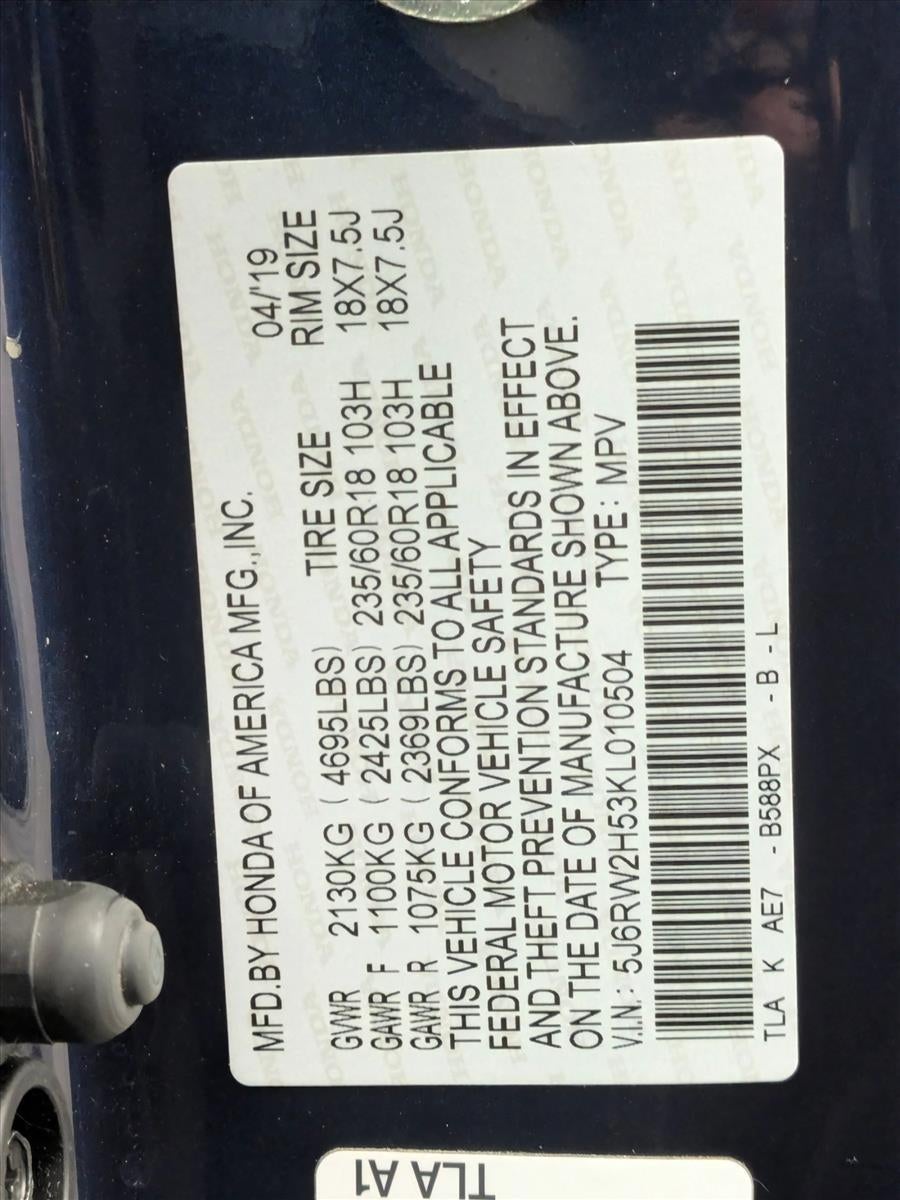 MFD.BY HONDA OF AMERICA MFG.,INC. 04/'19
TIRE SIZE RIM SIZE
GVWR 2130KG ( 4695LBS)
GAWR F 1100KG ( 2425LBS) 235/60R18 103H 18X7.5J
GAWR R 1075KG ( 2369LBS) 235/60R18 103H 18X7.5J
THIS VEHICLE CONFORMS TO ALL APPLICABLE
FEDERAL MOTOR VEHICLE SAFETY
AND THEFT PREVENTION STANDARDS IN EFFECT
ON THE DATE OF MANUFACTURE SHOWN ABOVE.
V.I.N.: 5J6RW2H53KL010504 TYPE: MPV
TLA K AE7 - B588PX - B - L
TLA A1